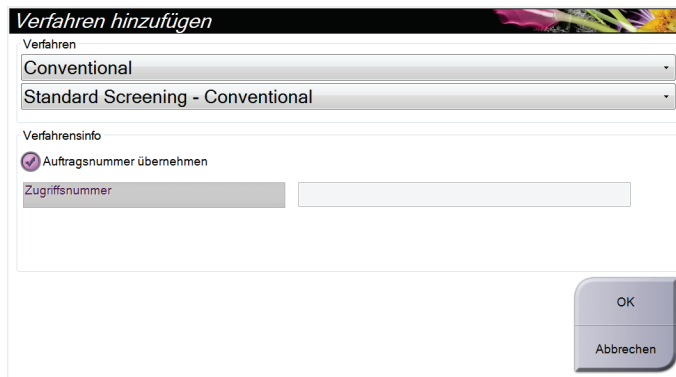 Verfahren hinzufügen
Verfahren
Conventional
Standard Screening - Conventional
Verfahrensinfo
Auftragsnummer übernehmen
Zugriffsnummer
OK
Abbrechen